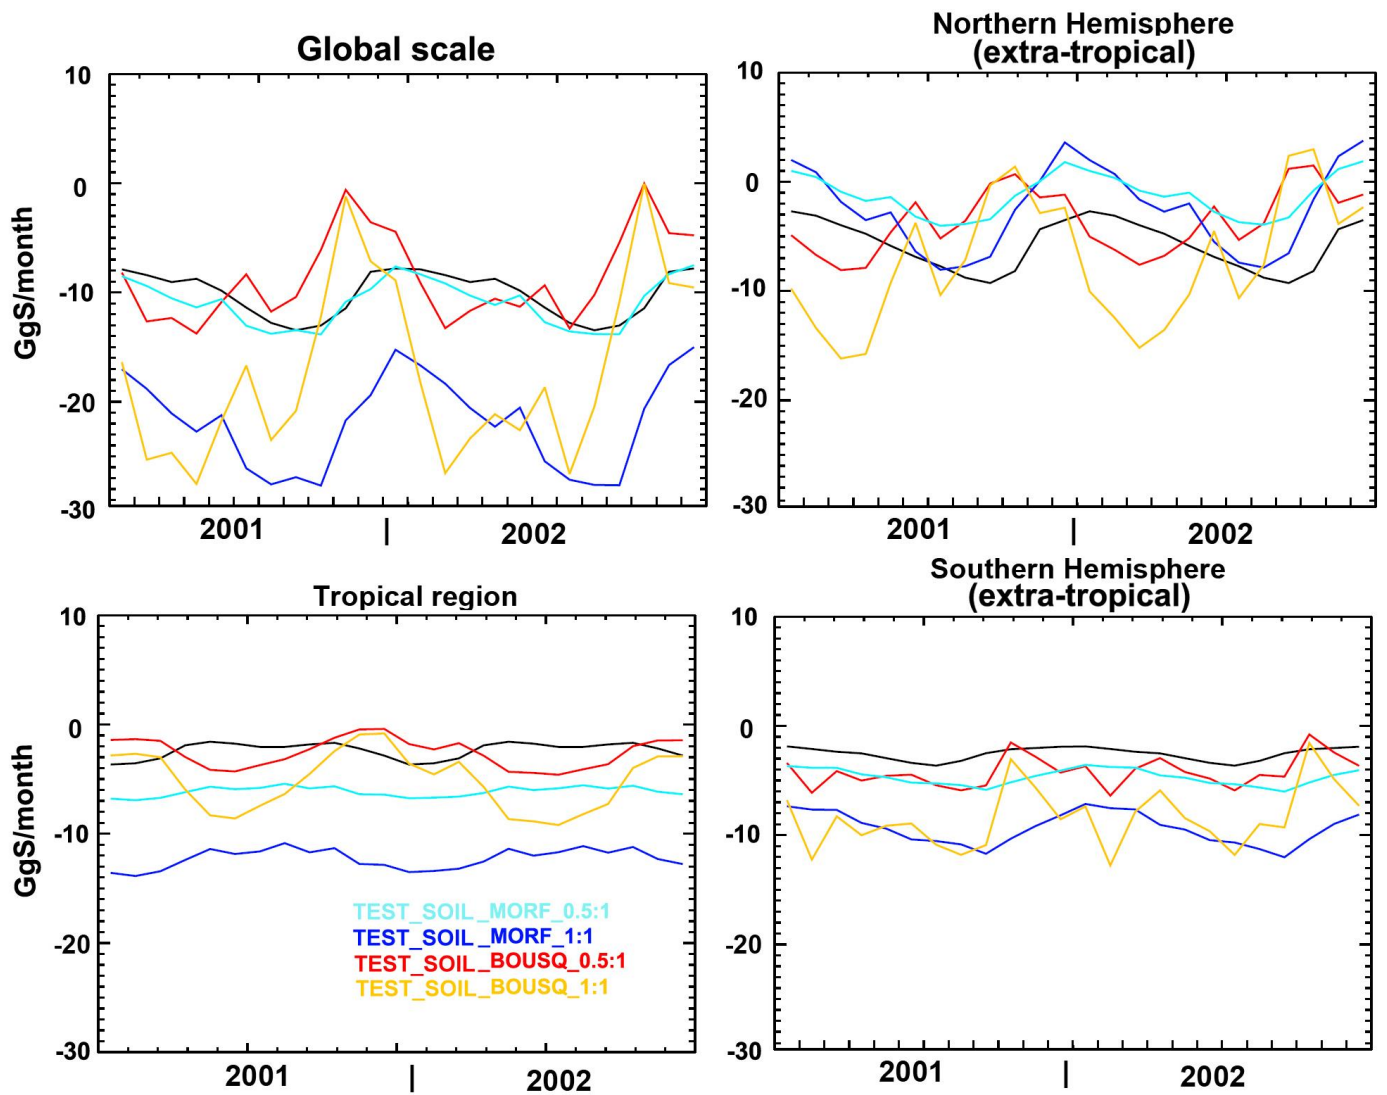 Global scale
10
0
-10
-20
-30
GgS/month
2001 | 2002
Northern Hemisphere
(extra-tropical)
10
0
-10
-20
-30
2001 | 2002
Tropical region
10
0
-10
-20
-30
GgS/month
TEST_SOIL_MORF_0.5:1
TEST_SOIL_MORF_1:1
TEST_SOIL_BOUSQ_0.5:1
TEST_SOIL_BOUSQ_1:1
2001 | 2002
Southern Hemisphere
(extra-tropical)
10
0
-10
-20
-30
2001 | 2002